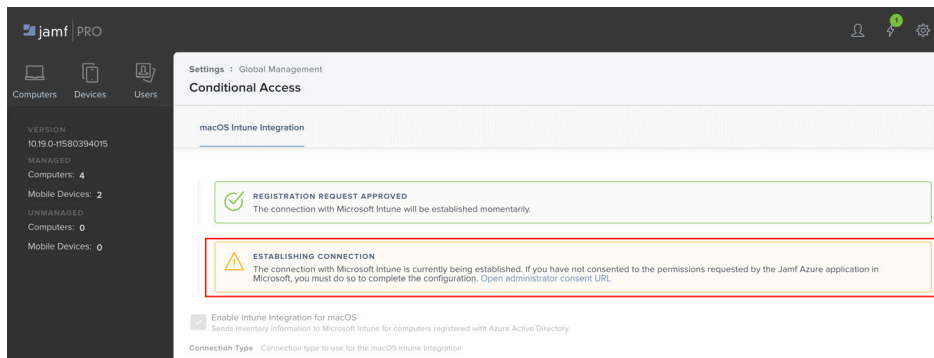 jamf PRO
1
Computers
Devices
Users
VERSION
10.19.0-t1580394015
MANAGED
Computers: 4
Mobile Devices: 2
UNMANAGED
Computers: 0
Mobile Devices: 0
Settings : Global Management
Conditional Access
macOS Intune Integration
REGISTRATION REQUEST APPROVED
The connection with Microsoft Intune will be established momentarily.
ESTABLISHING CONNECTION
The connection with Microsoft Intune is currently being established. If you have not consented to the permissions requested by the Jamf Azure application in
Microsoft, you must do so to complete the configuration. Open administrator consent URL
Enable Intune Integration for macOS
Sends inventory information to Microsoft Intune for computers registered with Azure Active Directory
Connection Type Connection type to use for the macOS Intune Integration